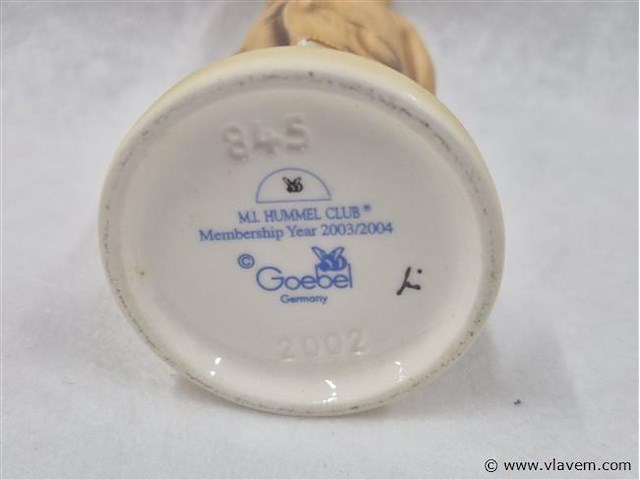 845
M.I. HUMMEL CLUB®
Membership Year 2003/2004
© Goebel
Germany
2002
© www.vlavem.com